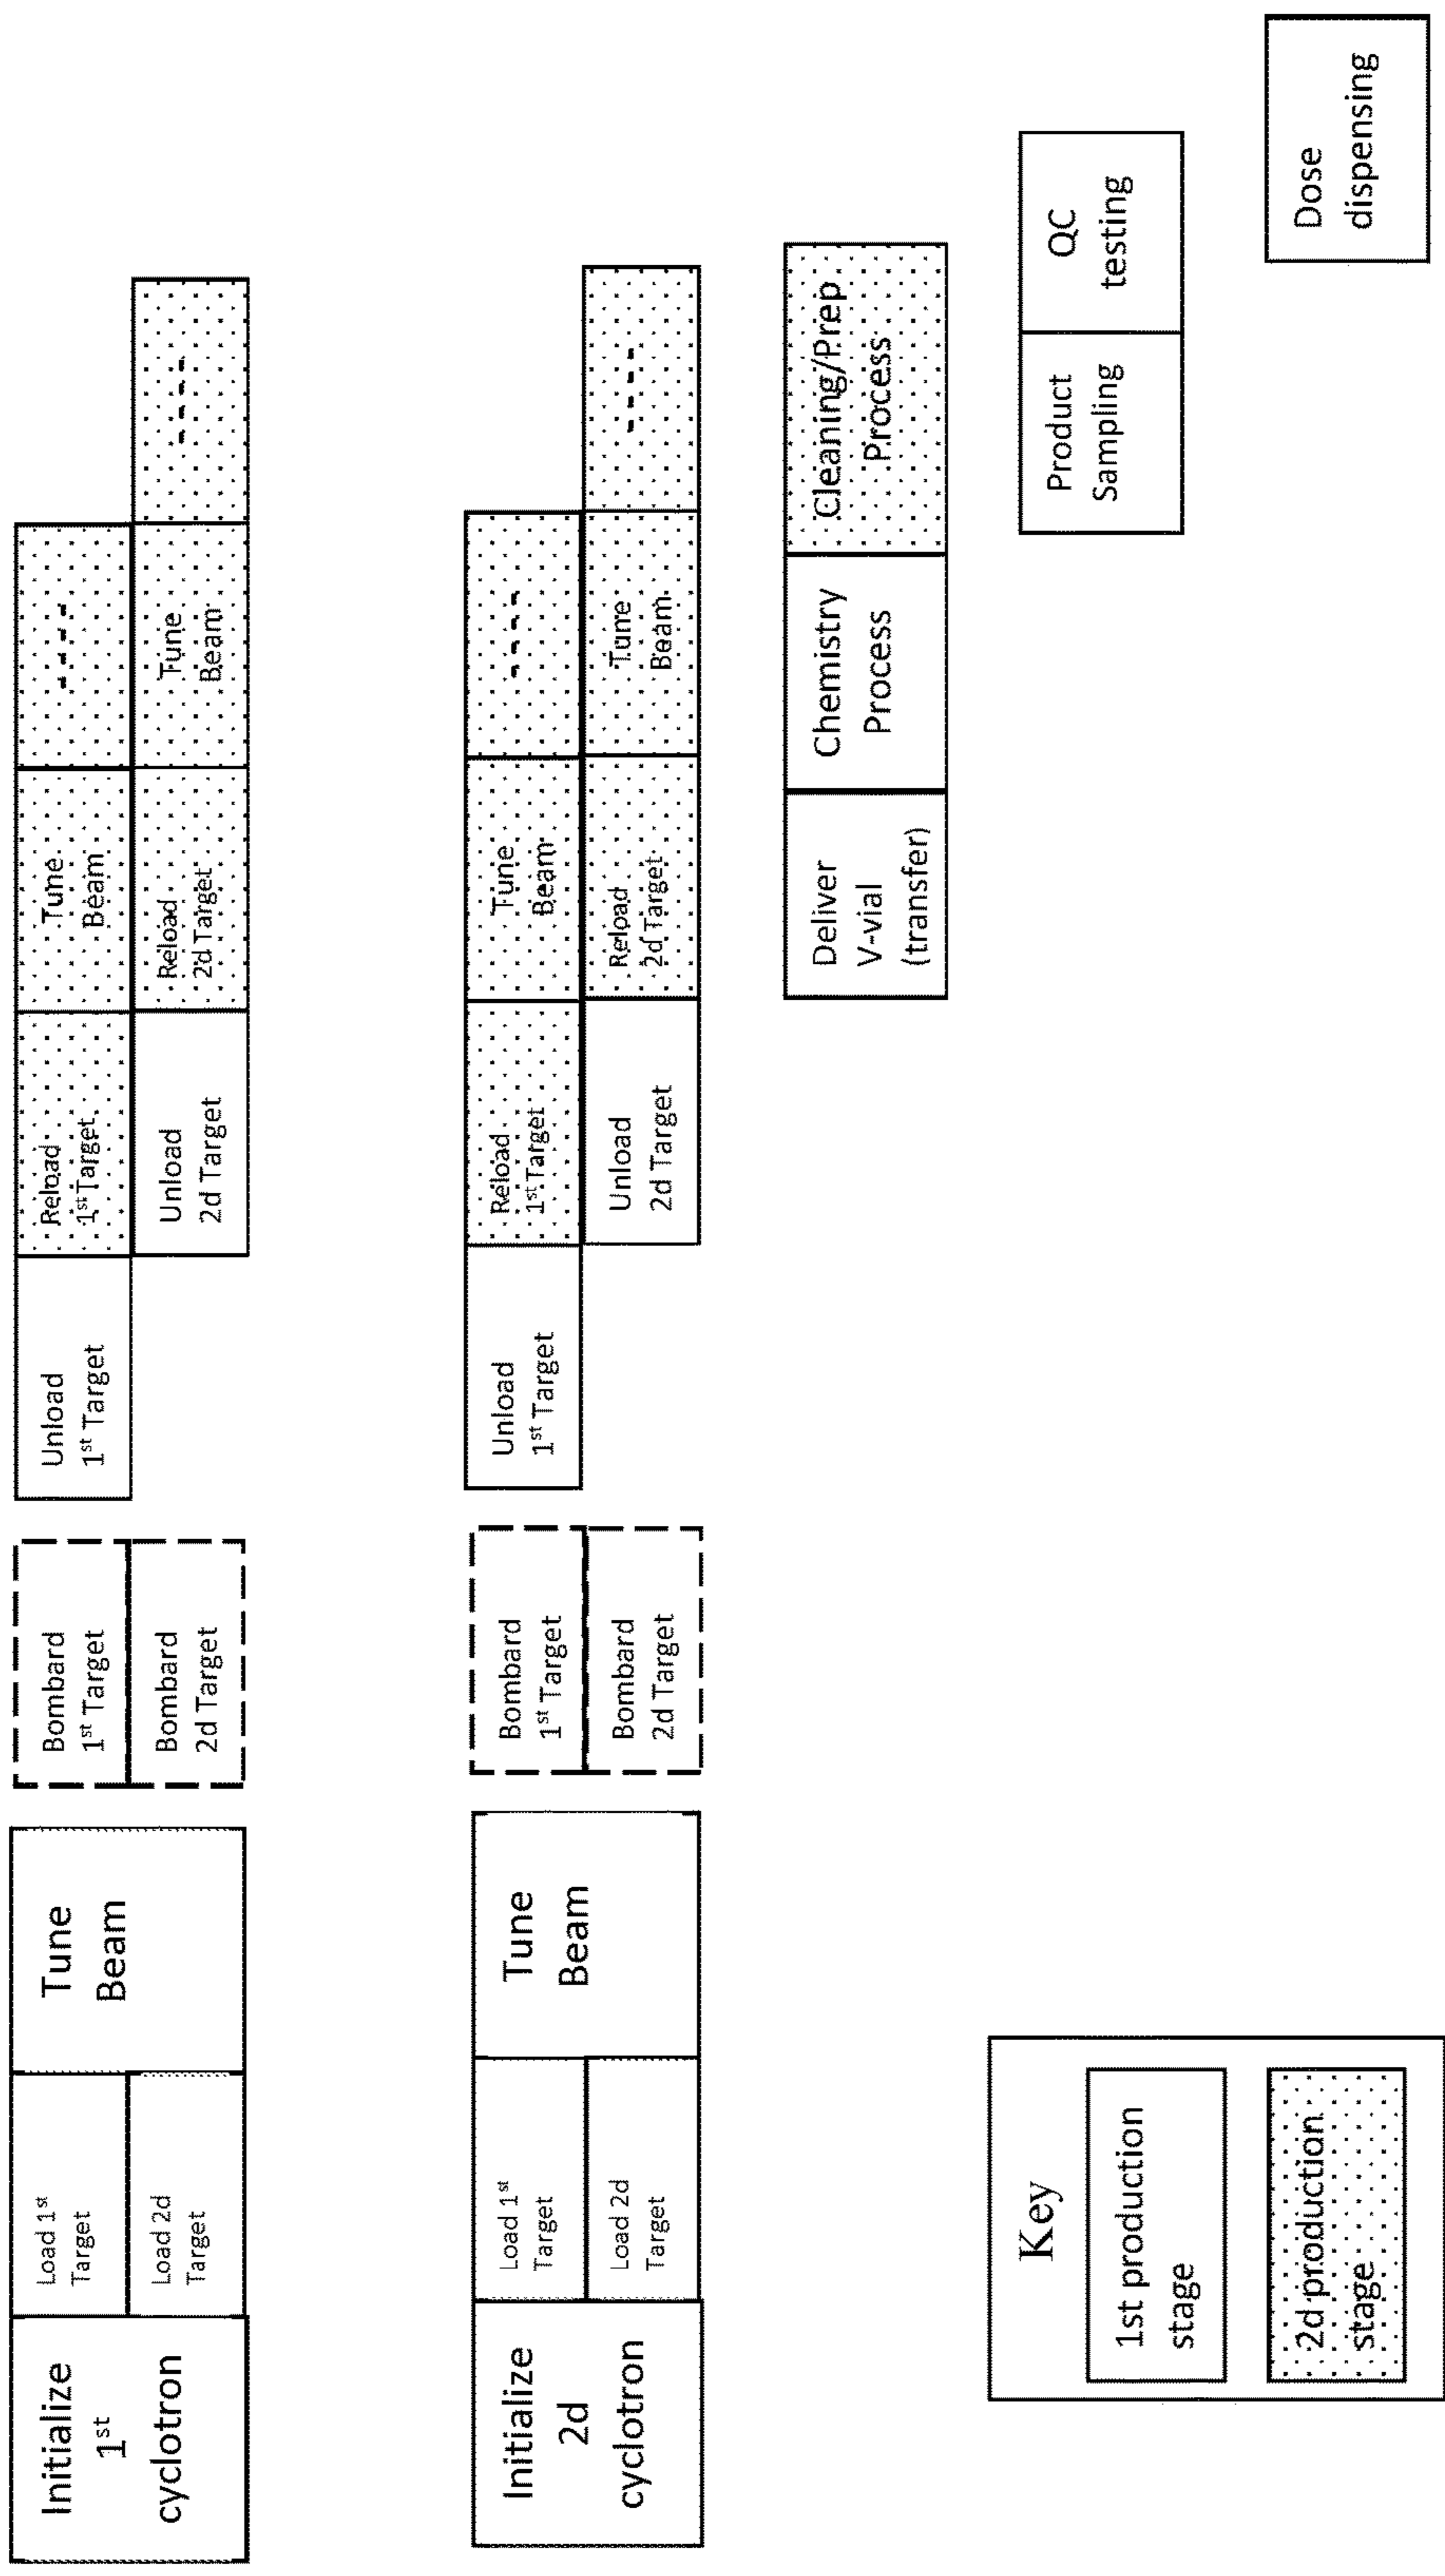 Initialize
1st
cyclotron
Load 1st
Target
Load 2d
Target
Tune
Beam
Bombard
1st Target
Bombard
2d Target
Unload
1st Target
Reload
1st Target
Tune
Beam
----
Unload
2d Target
Reload
2d Target
Tune
Beam
----
Initialize
2d
cyclotron
Load 1st
Target
Load 2d
Target
Tune
Beam
Bombard
1st Target
Bombard
2d Target
Unload
1st Target
Reload
1st Target
Tune
Beam
----
Unload
2d Target
Reload
2d Target
Tune
Beam
----
Deliver
V-vial
(transfer)
Chemistry
Process
Cleaning/Prep
Process
Product
Sampling
QC
testing
Dose
dispensing
Key
1st production
stage
2d production
stage